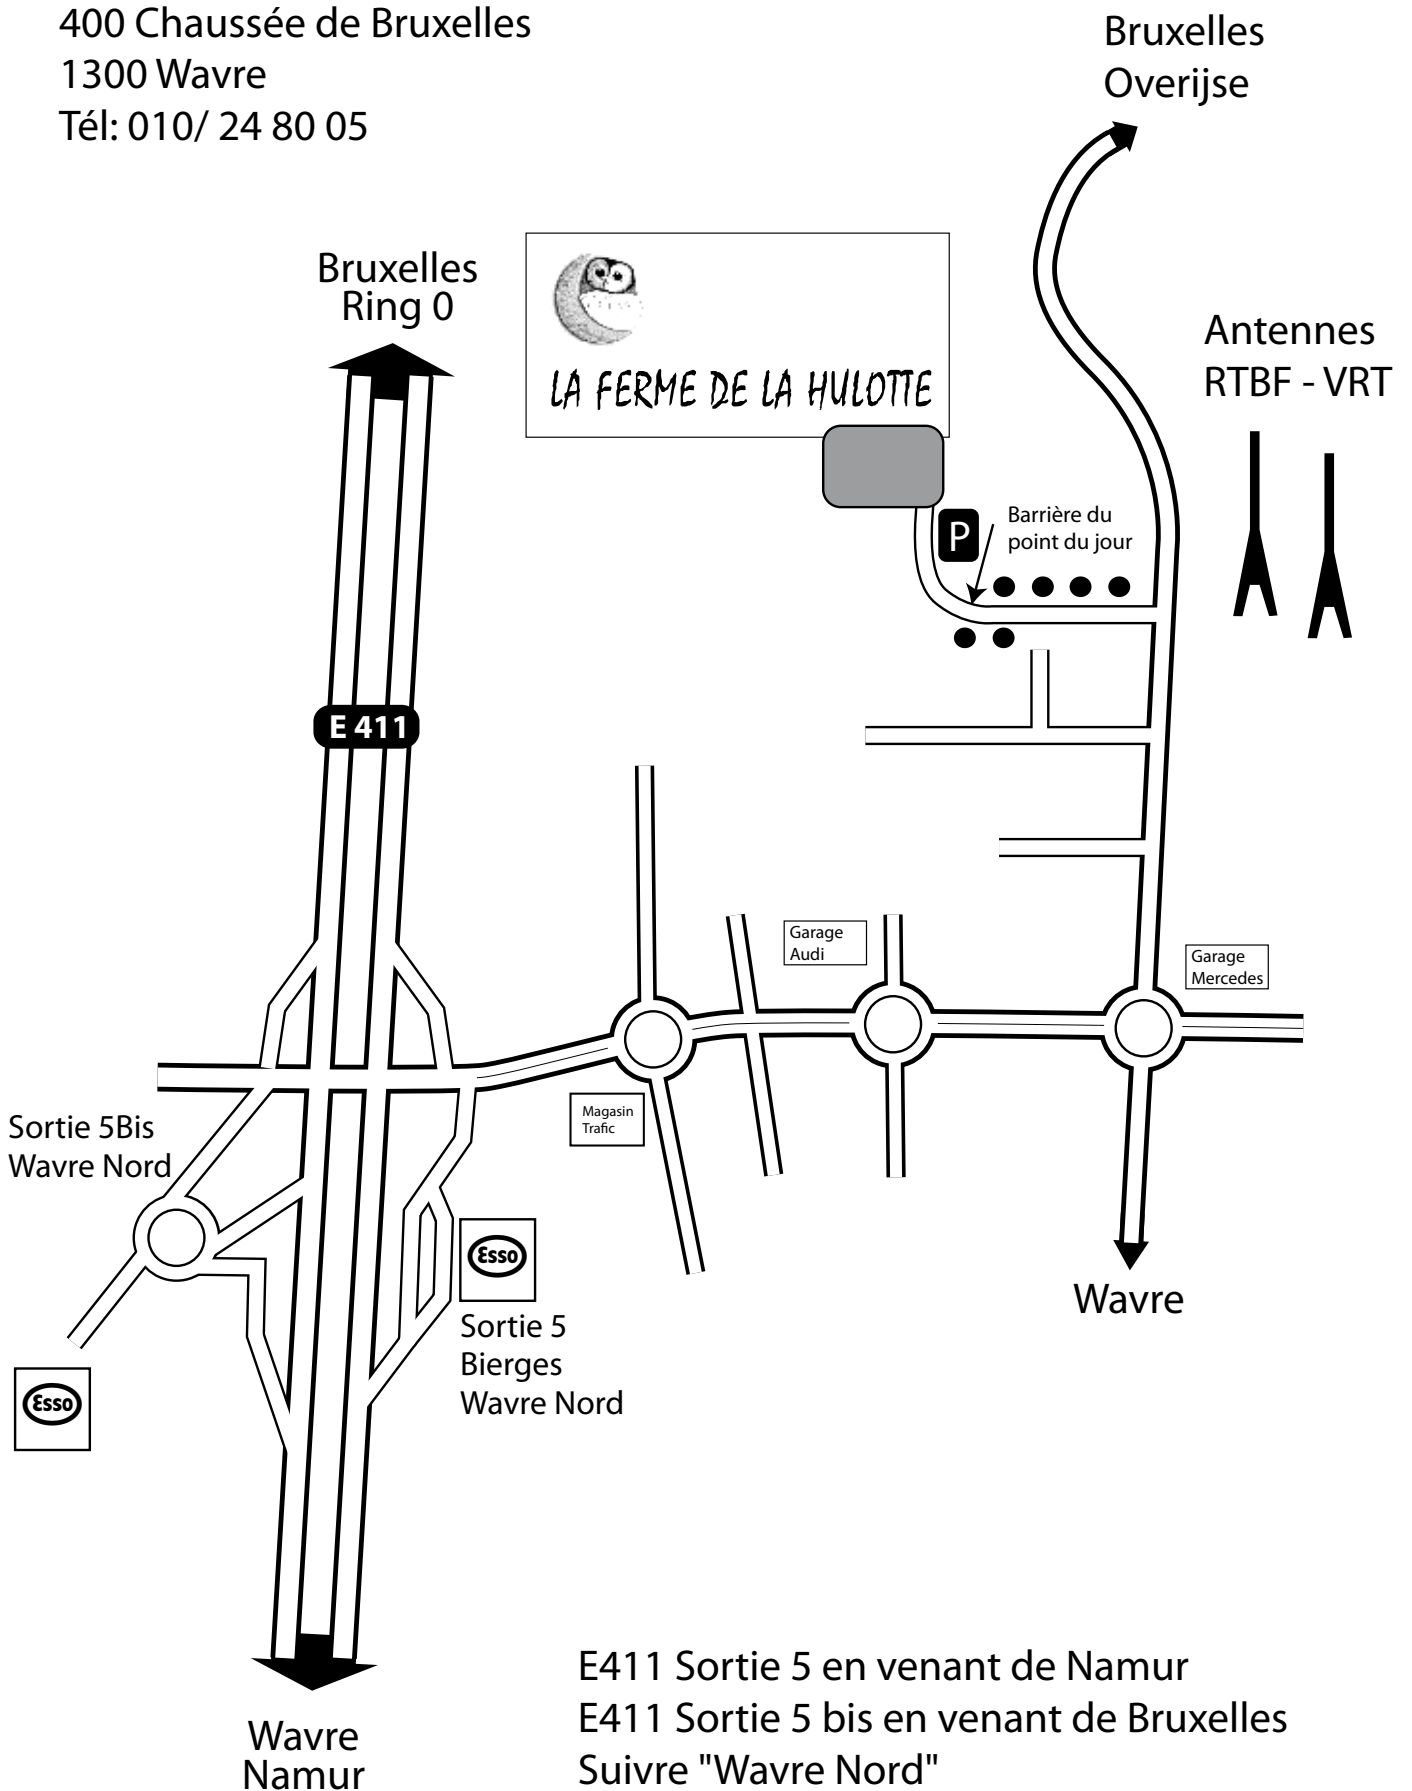 400 Chaussée de Bruxelles
1300 Wavre
Tél: 010/ 24 80 05
Bruxelles
Overijse
Bruxelles
Ring 0
LA FERME DE LA HULOTTE
Antennes
RTBF - VRT
P
Barrière du
point du jour
E 411
Garage
Audi
Garage
Mercedes
Magasin
Trafic
Sortie 5Bis
Wavre Nord
Esso
Sortie 5
Bierges
Wavre Nord
Wavre
Esso
E411 Sortie 5 en venant de Namur
E411 Sortie 5 bis en venant de Bruxelles
Suivre "Wavre Nord"
Wavre
Namur